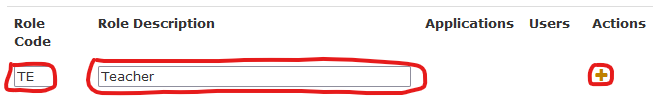 Role Code Role Description Applications Users Actions
TE Teacher